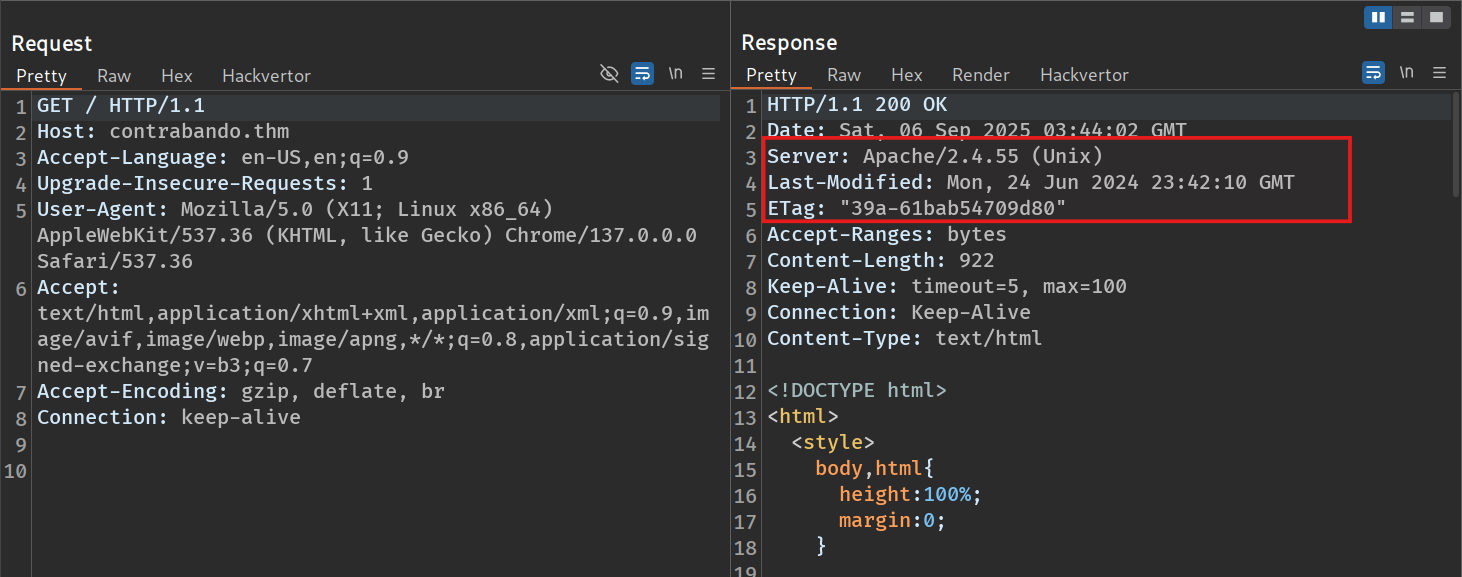 Request
Pretty Raw Hex Hackvertor \n
1 GET / HTTP/1.1
2 Host: contrabando.thm
3 Accept-Language: en-US,en;q=0.9
4 Upgrade-Insecure-Requests: 1
5 User-Agent: Mozilla/5.0 (X11; Linux x86_64)
AppleWebKit/537.36 (KHTML, like Gecko) Chrome/137.0.0.0
Safari/537.36
6 Accept:
text/html,application/xhtml+xml,application/xml;q=0.9,im
age/avif,image/webp,image/apng,*/*;q=0.8,application/sig
ned-exchange;v=b3;q=0.7
7 Accept-Encoding: gzip, deflate, br
8 Connection: keep-alive
9
10
Response
Pretty Raw Hex Render Hackvertor \n
1 HTTP/1.1 200 OK
2 Date: Sat, 06 Sep 2025 03:44:02 GMT
3 Server: Apache/2.4.55 (Unix)
4 Last-Modified: Mon, 24 Jun 2024 23:42:10 GMT
5 ETag: "39a-61bab54709d80"
6 Accept-Ranges: bytes
7 Content-Length: 922
8 Keep-Alive: timeout=5, max=100
9 Connection: Keep-Alive
10 Content-Type: text/html
11
12 <!DOCTYPE html>
13 <html>
14 <style>
15 body,html{
16 height:100%;
17 margin:0;
18 }
19